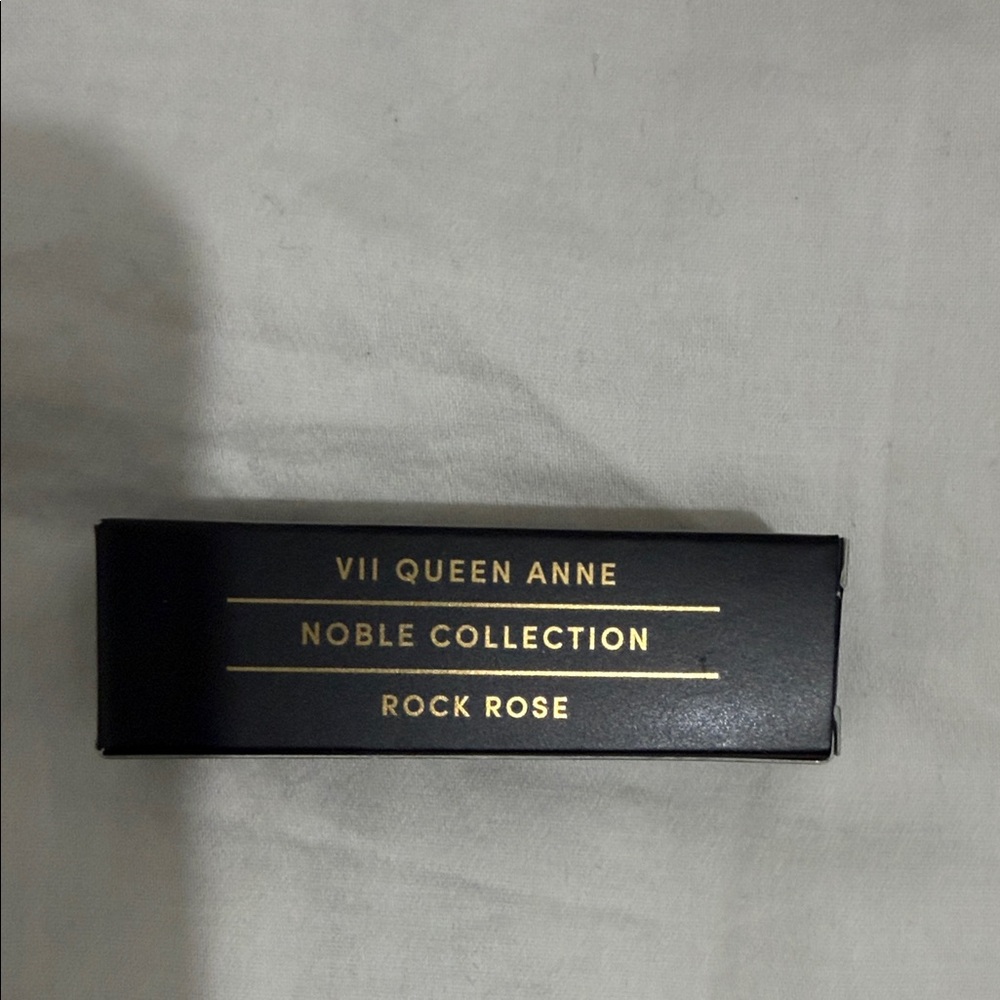 VII QUEEN ANNE
NOBLE COLLECTION
ROCK ROSE